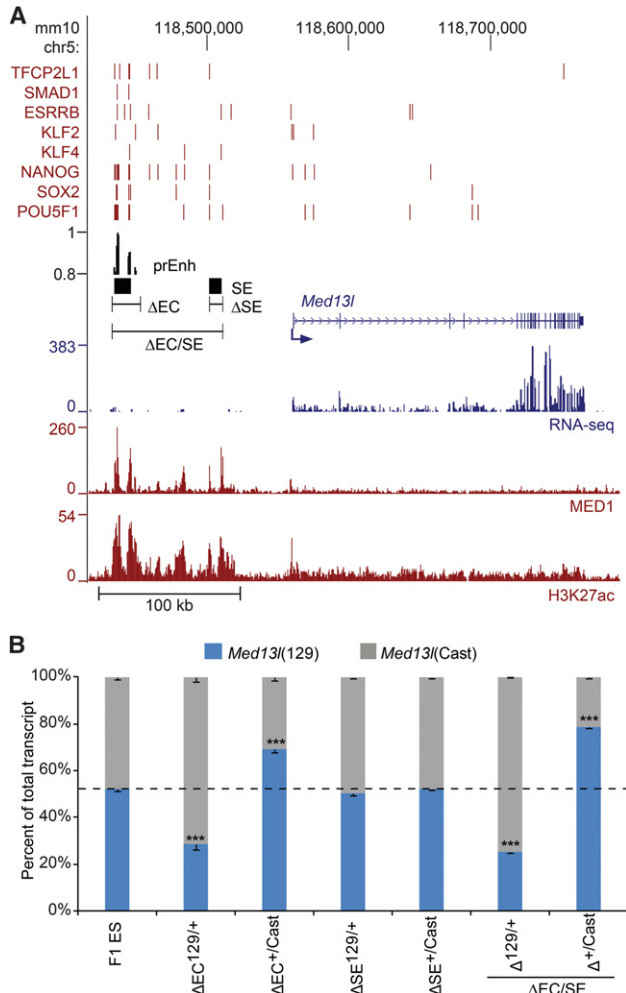 A
mm10
chr5:
118,500,000
118,600,000
118,700,000
TFCP2L1
SMAD1
ESRRB
KLF2
KLF4
NANOG
SOX2
POU5F1
1
0.8
prEnh
SE
ΔEC
ΔSE
ΔEC/SE
Med13l
383
0
RNA-seq
260
0
MED1
54
0
H3K27ac
100 kb
B
Med13l(129)
Med13l(Cast)
Percent of total transcript
100%
80%
60%
40%
20%
0%
***
***
***
***
F1 ES
ΔEC129/+
ΔEC+/Cast
ΔSE129/+
ΔSE+/Cast
Δ129/+
Δ+/Cast
ΔEC/SE